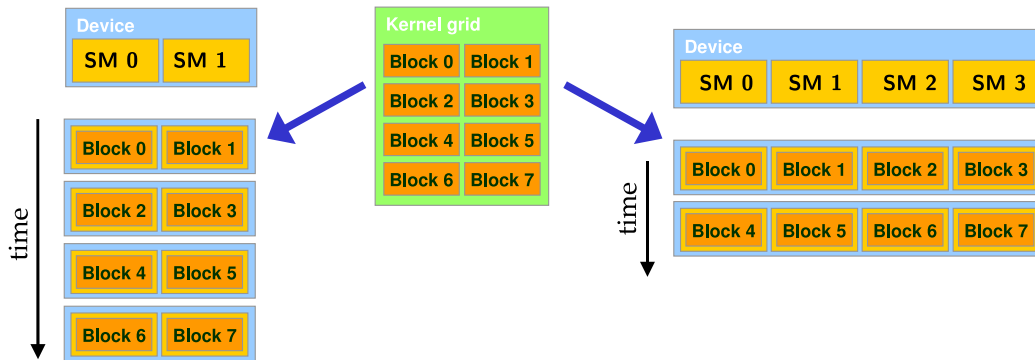 Device
SM 0 SM 1
time
Block 0 Block 1
Block 2 Block 3
Block 4 Block 5
Block 6 Block 7
Kernel grid
Block 0 Block 1
Block 2 Block 3
Block 4 Block 5
Block 6 Block 7
Device
SM 0 SM 1 SM 2 SM 3
time
Block 0 Block 1 Block 2 Block 3
Block 4 Block 5 Block 6 Block 7